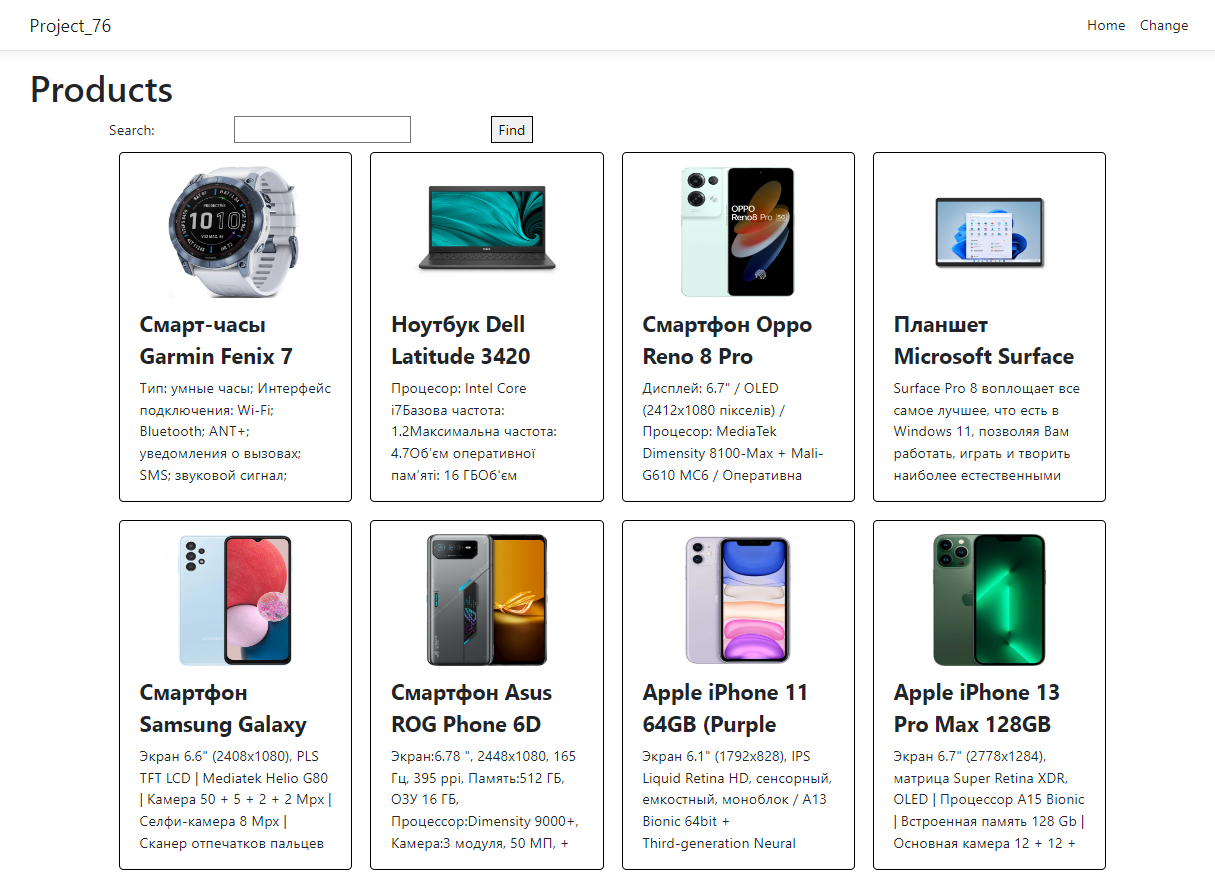 Project_76
Home
Change
Products
Search:
Find
OPPO
Reno8 Pro 5G
Смарт-часы
Garmin Fenix 7
Тип: умные часы; Интерфейс
подключения: Wi-Fi;
Bluetooth; ANT+;
уведомления о вызовах;
SMS; звуковой сигнал;
Ноутбук Dell
Latitude 3420
Процесор: Intel Core
i7Базова частота:
1.2Максимальна частота:
4.7Об'єм оперативної
пам'яті: 16 ГБОб'єм
Смартфон Oppo
Reno 8 Pro
Дисплей: 6.7" / OLED
(2412x1080 пікселів) /
Процесор: MediaTek
Dimensity 8100-Max + Mali-
G610 MC6 / Оперативна
Планшет
Microsoft Surface
Surface Pro 8 воплощает все
самое лучшее, что есть в
Windows 11, позволяя Вам
работать, играть и творить
наиболее естественными
Смартфон
Samsung Galaxy
Экран 6.6" (2408x1080), PLS
TFT LCD | Mediatek Helio G80
| Камера 50 + 5 + 2 + 2 Mpx |
Селфи-камера 8 Mpx |
Сканер отпечатков пальцев
Смартфон Asus
ROG Phone 6D
Экран:6.78 ", 2448x1080, 165
Гц, 395 ppi, Память:512 ГБ,
ОЗУ 16 ГБ,
Процессор:Dimensity 9000+,
Камера:3 модуля, 50 МП, +
Apple iPhone 11
64GB (Purple
Экран 6.1" (1792x828), IPS
Liquid Retina HD, сенсорный,
емкостный, моноблок / A13
Bionic 64bit +
Third-generation Neural
Apple iPhone 13
Pro Max 128GB
Экран 6.7" (2778x1284),
матрица Super Retina XDR,
OLED | Процессор A15 Bionic
| Встроенная память 128 Gb |
Основная камера 12 + 12 +